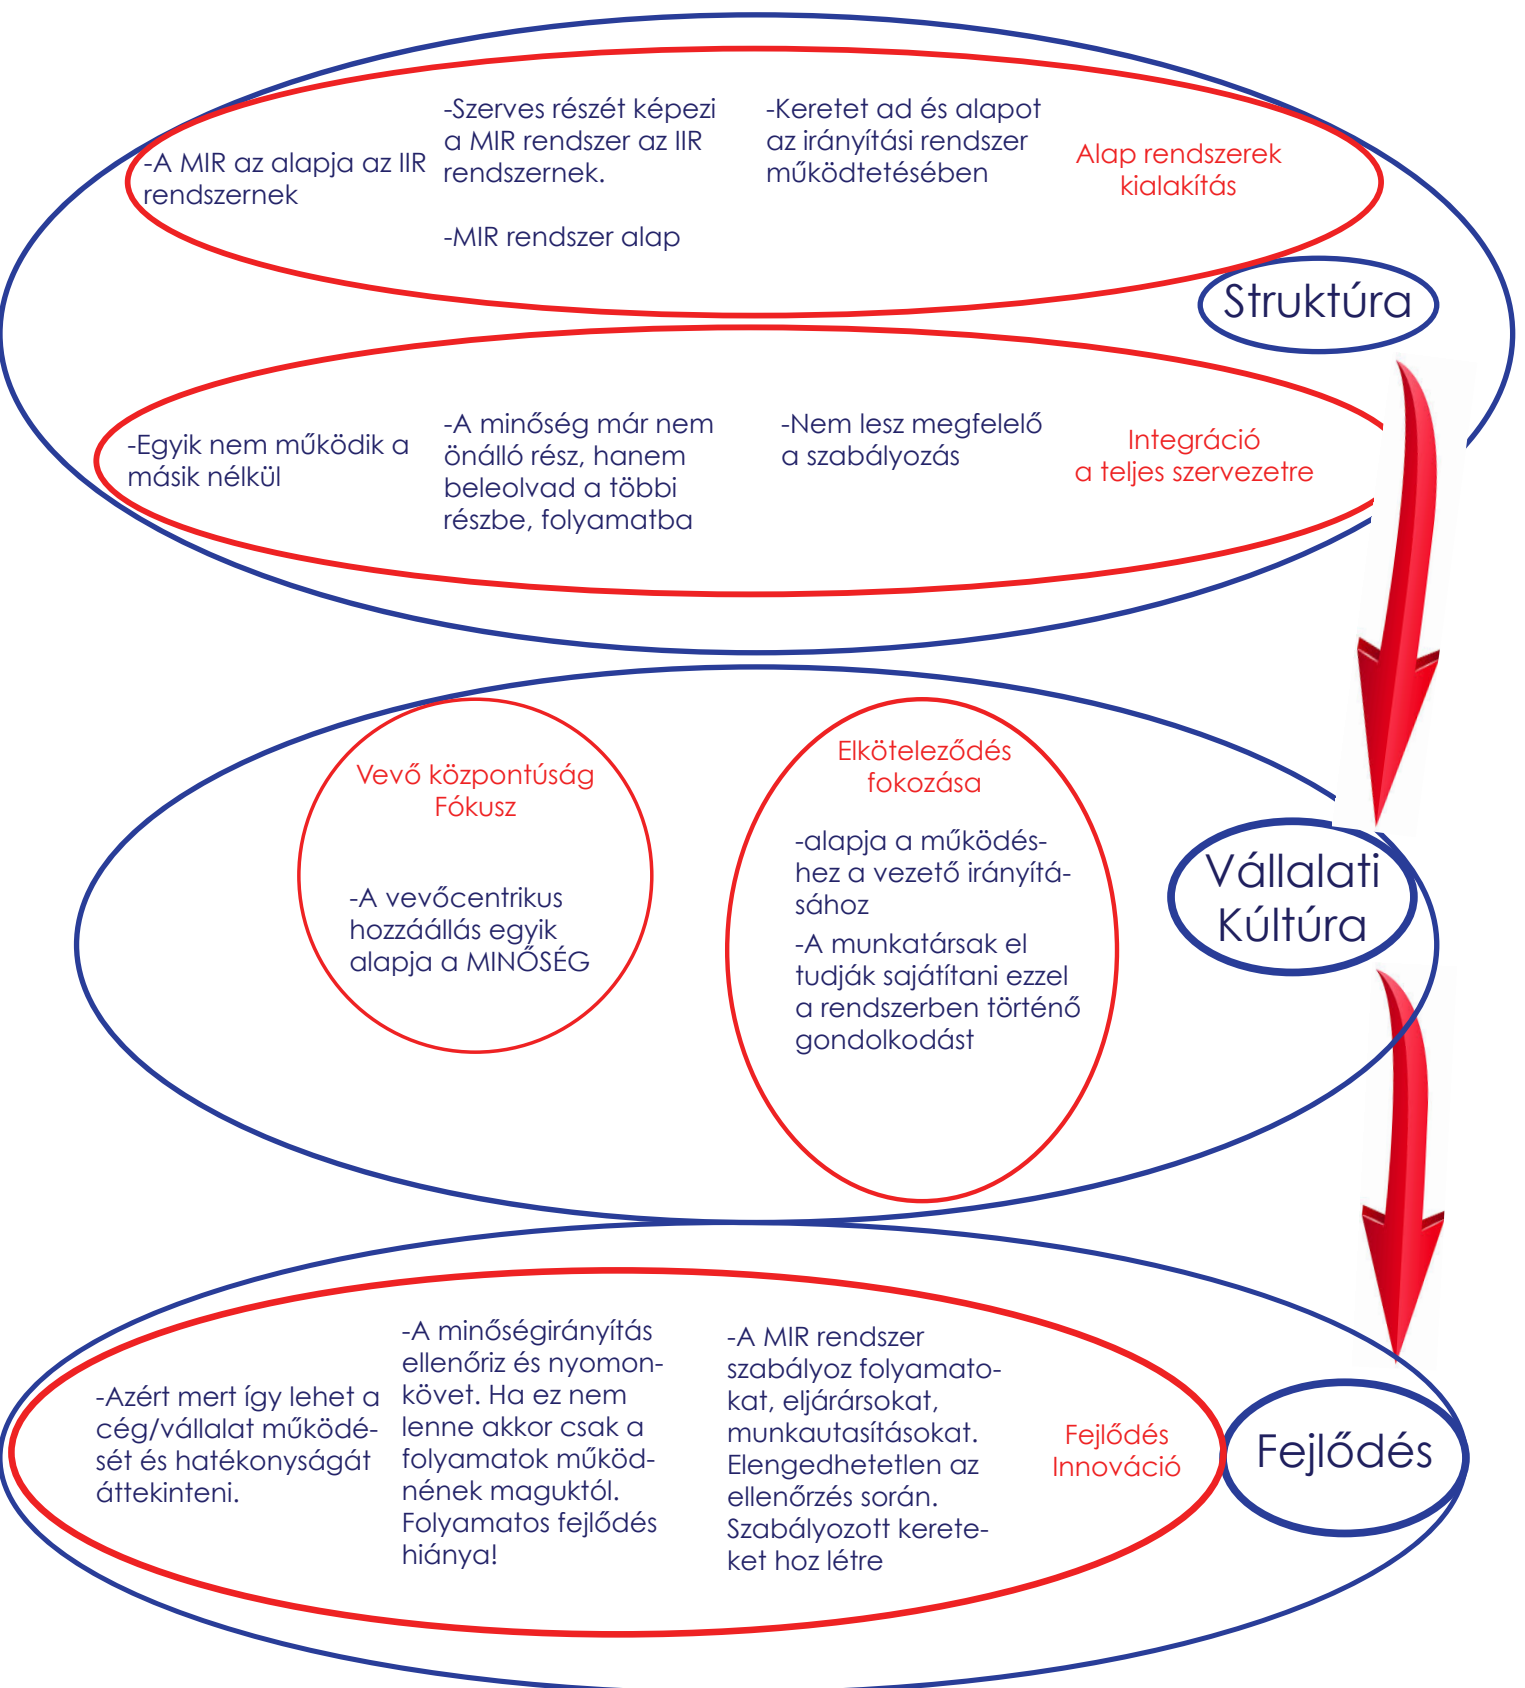 -A MIR az alapja az IIR
rendszernek
-Szerves részét képezi
a MIR rendszer az IIR
rendszernek.
-MIR rendszer alap
-Keretet ad és alapot
az irányítási rendszer
működtetésében
Alap rendszerek
kialakítás
Struktúra
-Egyik nem működik a
másik nélkül
-A minőség már nem
önálló rész, hanem
beleolvad a többi
részbe, folyamatba
-Nem lesz megfelelő
a szabályozás
Integráció
a teljes szervezetre
Vevő központúság
Fókusz
-A vevőcentrikus
hozzáállás egyik
alapja a MINŐSÉG
Elköteleződés
fokozása
-alapja a működés-
hez a vezető irányítá-
sához
-A munkatársak el
tudják sajátítani ezzel
a rendszerben történő
gondolkodást
Vállalati
Kúltúra
-Azért mert így lehet a
cég/vállalat működé-
sét és hatékonyságát
áttekinteni.
-A minőségirányítás
ellenőriz és nyomon-
követ. Ha ez nem
lenne akkor csak a
folyamatok működ-
nének maguktól.
Folyamatos fejlődés
hiánya!
-A MIR rendszer
szabályoz folyamato-
kat, eljárársokat,
munkautasításokat.
Elengedhetetlen az
ellenőrzés során.
Szabályozott kerete-
ket hoz létre
Fejlődés
Innováció
Fejlődés